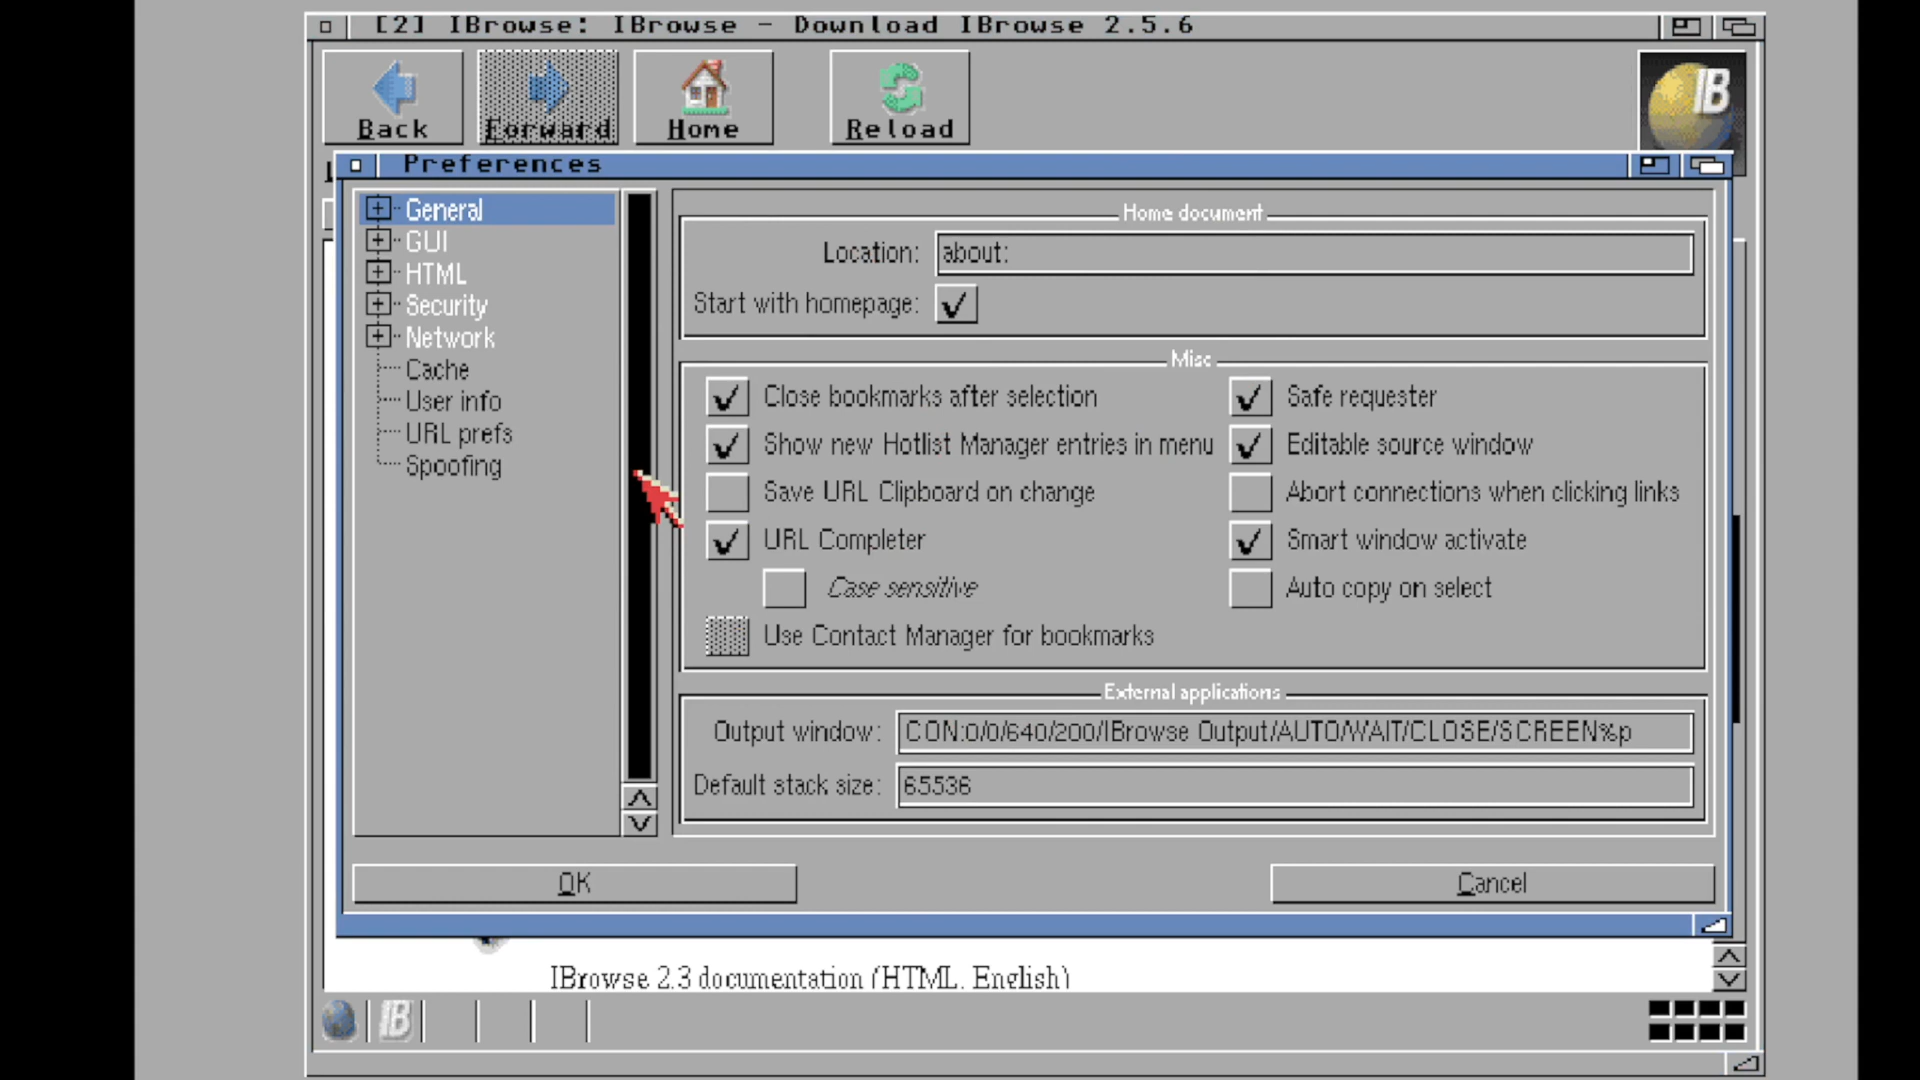 [2] IBrowse: IBrowse - Download IBrowse 2.5.6
Back
Forward
Home
Reload
IB
Preferences
General
GUI
HTML
Security
Network
Cache
User info
URL prefs
Spoofing
Home document
Location: about:
Start with homepage:
Misc
Close bookmarks after selection
Safe requester
Show new Hotlist Manager entries in menu
Editable source window
Save URL Clipboard on change
Abort connections when clicking links
URL Completer
Smart window activate
Case sensitive
Auto copy on select
Use Contact Manager for bookmarks
External applications
Output window: CON:0/0/640/200/IBrowse Output/AUTO/WAIT/CLOSE/SCREEN%p
Default stack size: 65536
OK
Cancel
IBrowse 2.3 documentation (HTML, English)
IB